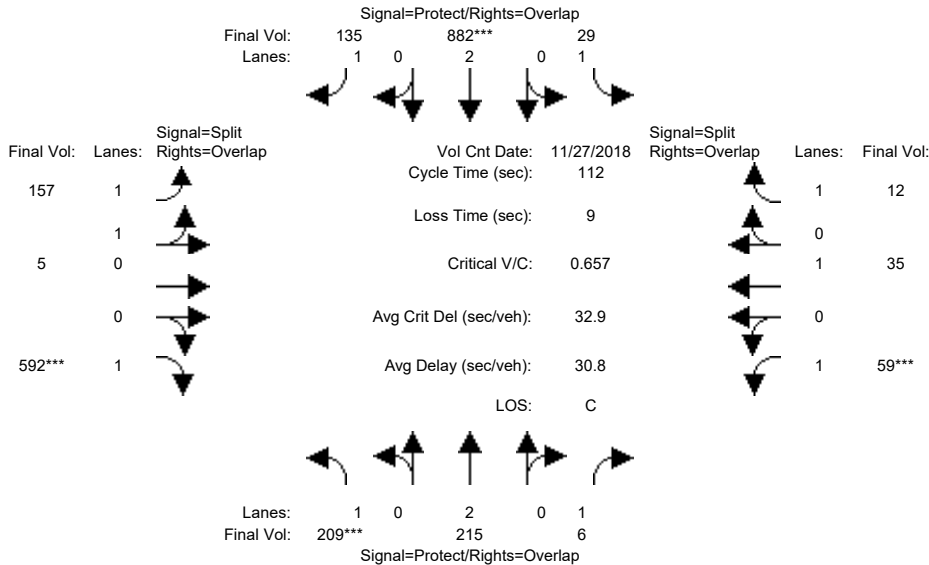 Signal=Protect/Rights=Overlap
Final Vol: 135 882*** 29
Lanes: 1 0 2 0 1
Signal=Split Signal=Split
Final Vol: Lanes: Rights=Overlap Vol Cnt Date: 11/27/2018 Rights=Overlap Lanes: Final Vol:
Cycle Time (sec): 112
157 1 1 12
Loss Time (sec): 9
1 0
5 0 Critical V/C: 0.657 1 35
0 Avg Crit Del (sec/veh): 32.9 0
592*** 1 Avg Delay (sec/veh): 30.8 1 59***
LOS: C
Lanes: 1 0 2 0 1
Final Vol: 209*** 215 6
Signal=Protect/Rights=Overlap